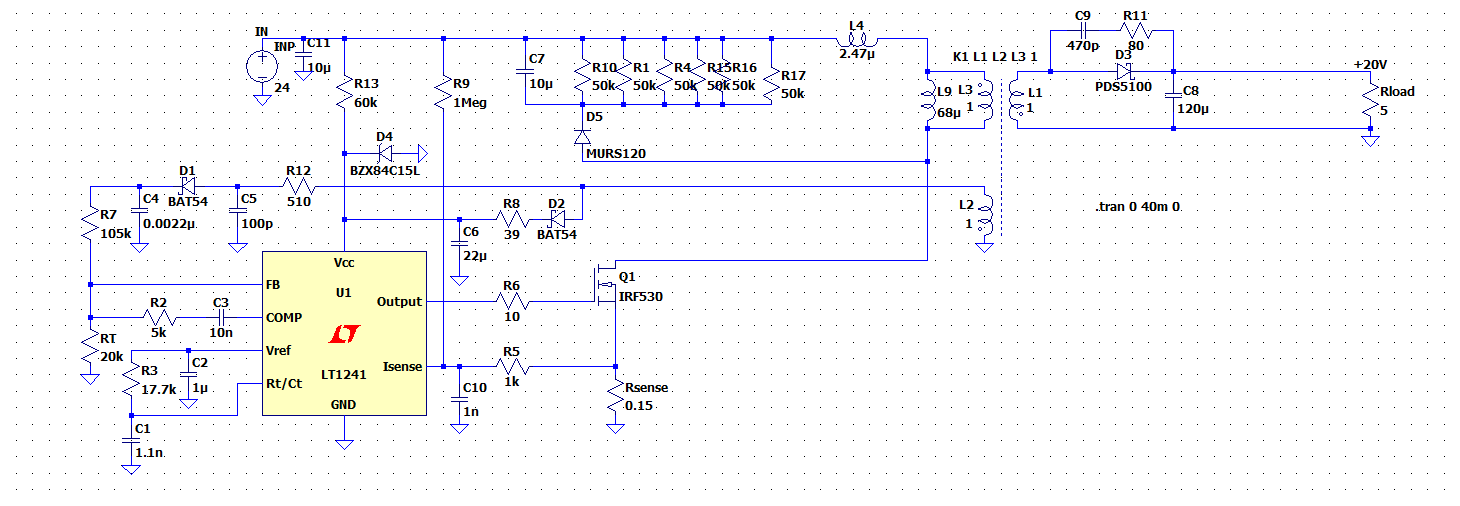 IN
INP
24
C11
10µ
R13
60k
R9
1Meg
C7
10µ
R10
50k
R1
50k
R4
50k
R15
50k
R16
50k
R17
50k
L4
2.47µ
K1 L1 L2 L3 1
L9
68µ
L3
1
L1
1
C9
470p
R11
80
D3
PDS5100
+20V
C8
120µ
Rload
5
D5
MURS120
D4
BZX84C15L
D1
BAT54
R12
510
C4
0.0022µ
C5
100p
R7
105k
R8
39
D2
BAT54
C6
22µ
L2
1
.tran 0 40m 0
Vcc
U1
FB
COMP
Vref
Rt/Ct
Output
Isense
LT1241
GND
R2
5k
C3
10n
RT
20k
R3
17.7k
C2
1µ
C1
1.1n
R6
10
Q1
IRF530
R5
1k
C10
1n
Rsense
0.15